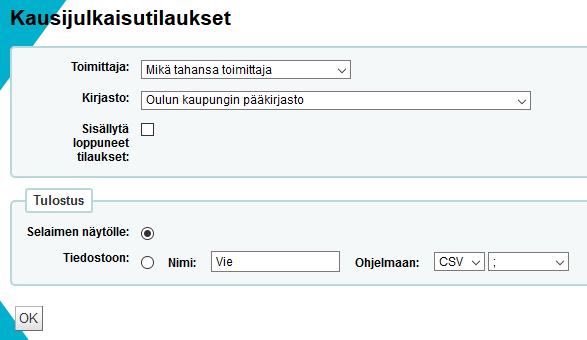 Kausijulkaisutilaukset
Toimittaja: Mikä tahansa toimittaja
Kirjasto: Oulun kaupungin pääkirjasto
Sisällytä
loppuneet
tilaukset:
Tulostus
Selaimen näytölle:
Tiedostoon: Nimi: Vie Ohjelmaan: CSV ;
OK